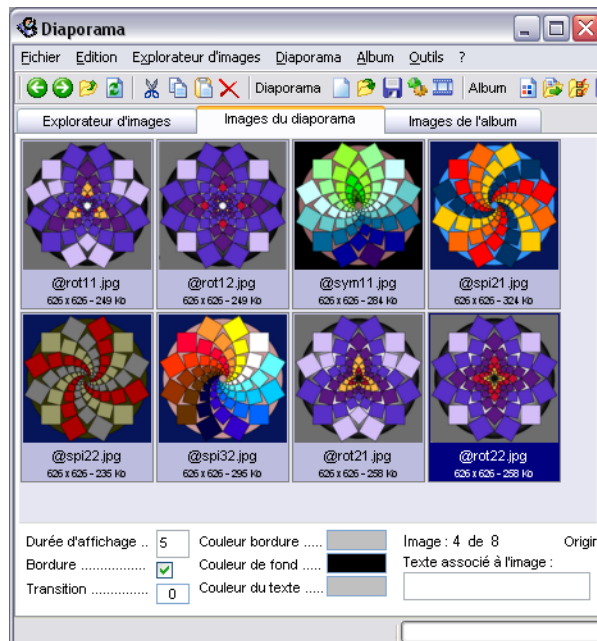 Diaporama
Fichier Edition Explorateur d'images Diaporama Album Outils ?
Diaporama Album
Explorateur d'images Images du diaporama Images de l'album
@rot11.jpg @rot12.jpg @sym11.jpg @spi21.jpg
626 x 626 - 249 Ko 626 x 626 - 249 Ko 626 x 626 - 284 Ko 626 x 626 - 324 Ko
@spi22.jpg @spi32.jpg @rot21.jpg @rot22.jpg
626 x 626 - 235 Ko 626 x 626 - 295 Ko 626 x 626 - 258 Ko 626 x 626 - 258 Ko
Durée d'affichage .. 5 Couleur bordure ..... Image : 4 de 8 Origin
Bordure ................ Couleur de fond ..... Texte associé à l'image :
Transition .............. 0 Couleur du texte .....